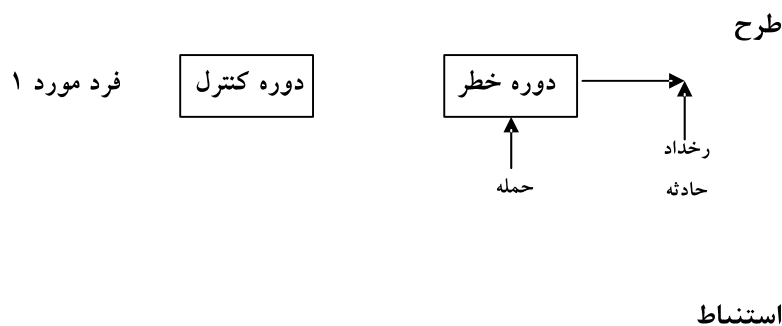 طرح
فرد مورد ۱ دوره کنترل دوره خطر
رخداد
حادثه
حمله
استنباط